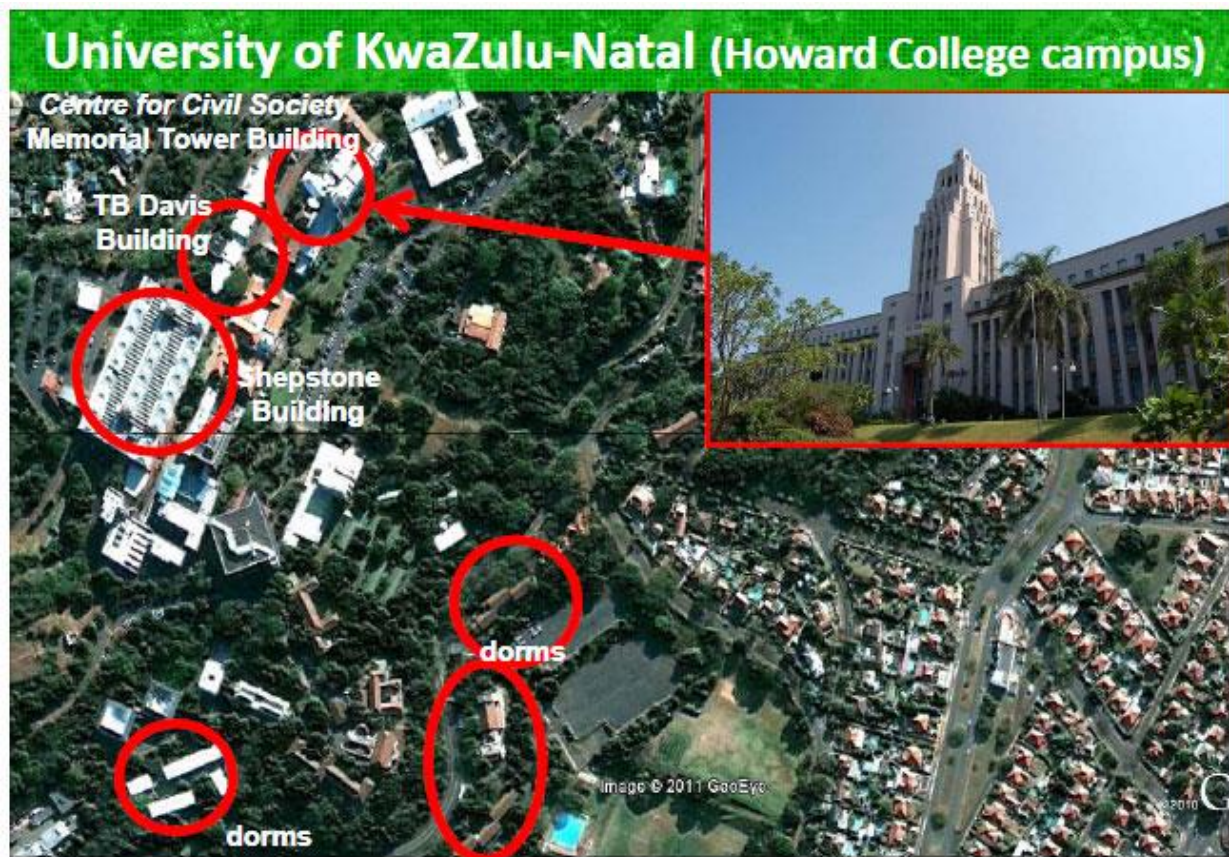 University of KwaZulu-Natal (Howard College campus)
Centre for Civil Society
Memorial Tower Building
TB Davis
Building
Shepstone
Building
dorms
dorms
Image © 2011 GeoEye
©2010